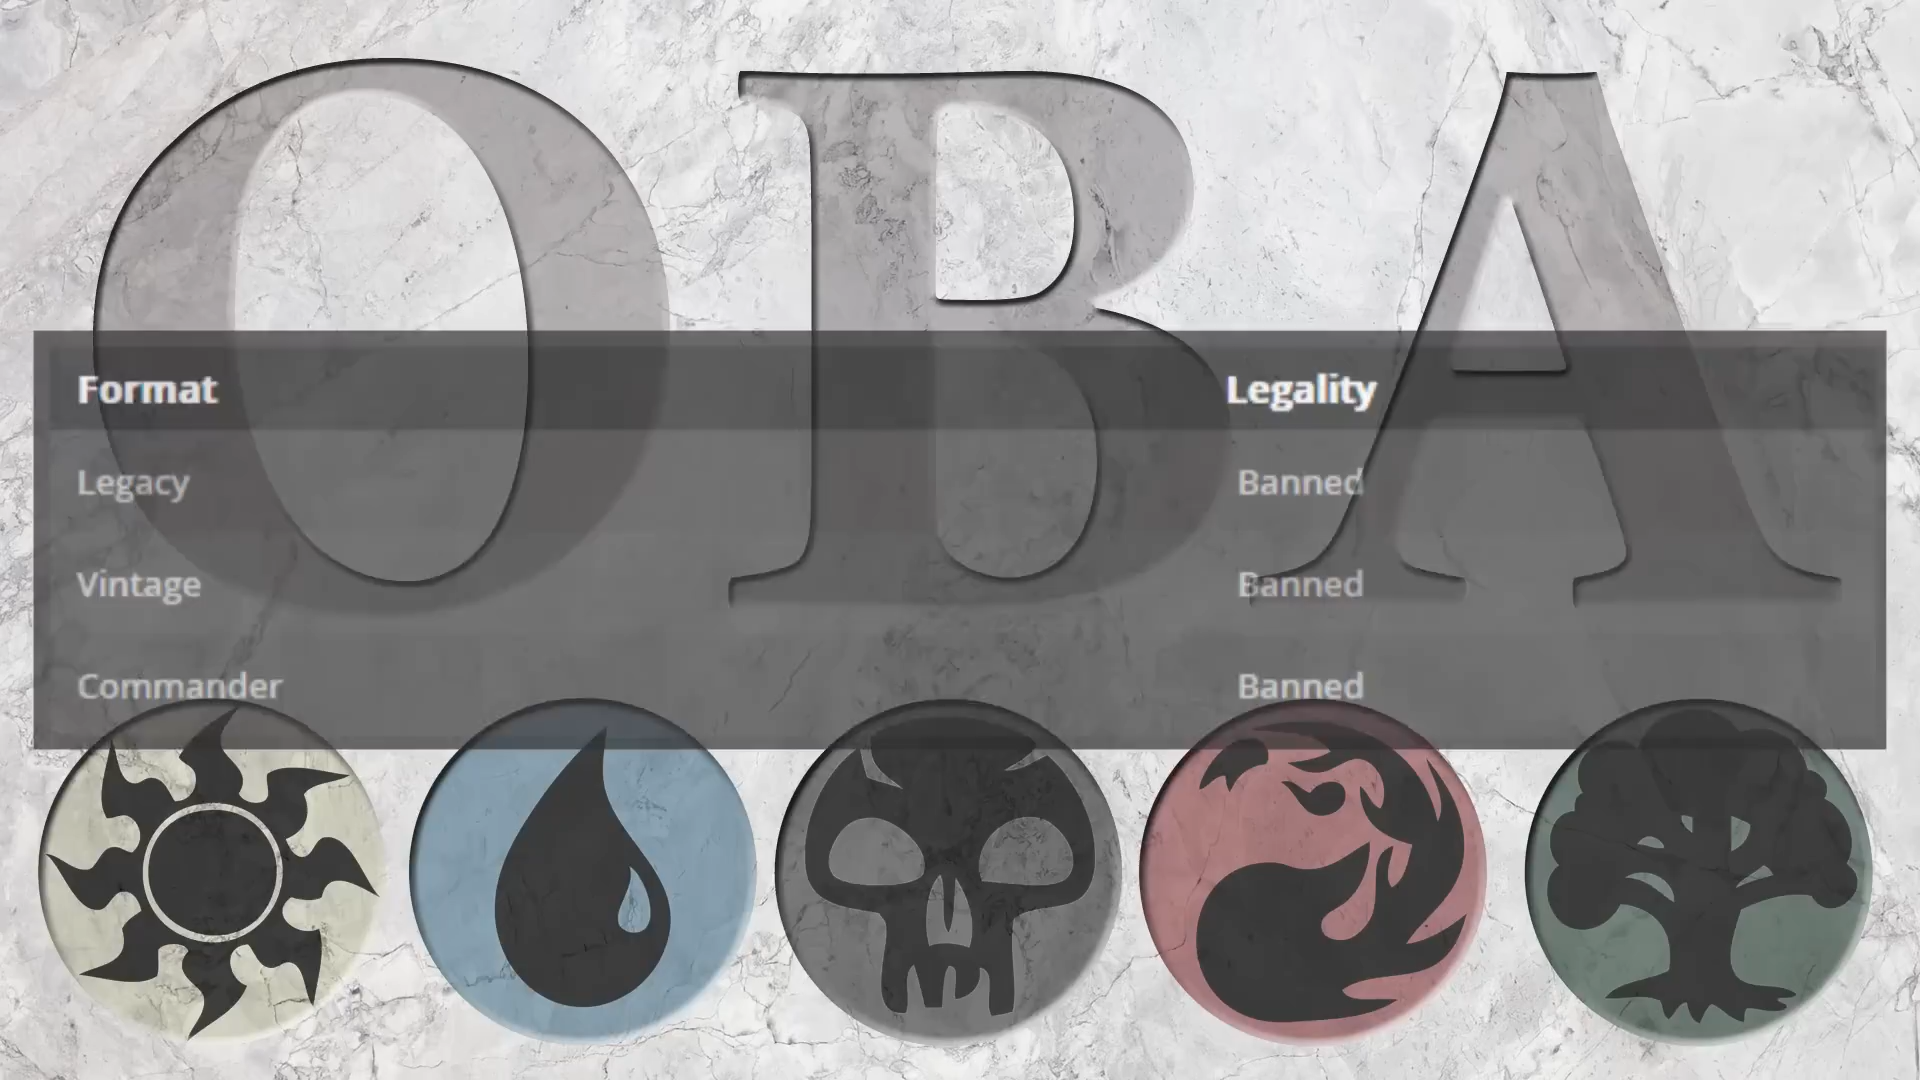 OBA
Format Legality
Legacy Banned
Vintage Banned
Commander Banned